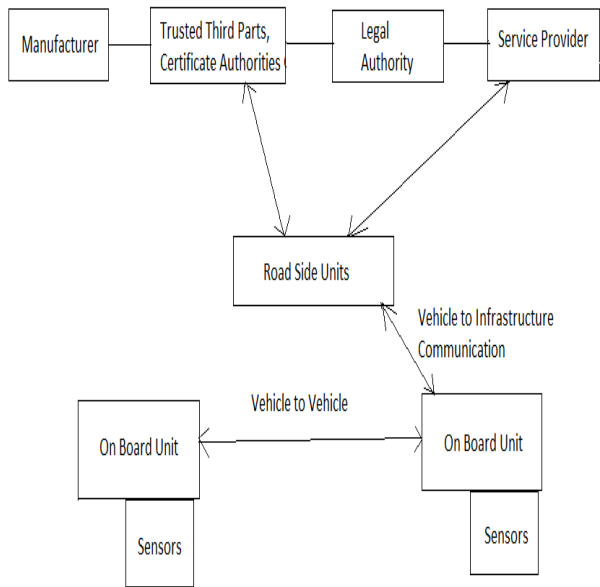 Manufacturer
Trusted Third Parts,
Certificate Authorities (
Legal
Authority
Service Provider
Road Side Units
Vehicle to Infrastructure
Communication
Vehicle to Vehicle
On Board Unit
On Board Unit
Sensors
Sensors